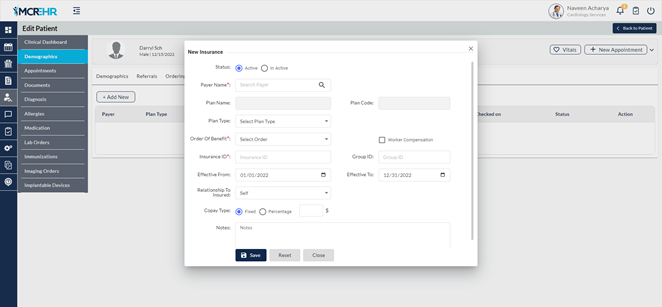 MCREHR
Naveen Acharya
Cardiology Services
Edit Patient
Back to Patient
Clinical Dashboard
Demographics
Appointments
Documents
Diagnosis
Allergies
Medication
Lab Orders
Immunizations
Imaging Orders
Implantable Devices
Darryl Sch
Male | 12/15/2022
Vitals
+ New Appointment
Demographics Referrals Ordering
+ Add New
Payer Plan Type Checked on Status Action
New Insurance
Status: Active In Active
Payer Name*: Search Payer
Plan Name: Plan Code:
Plan Type: Select Plan Type
Order Of Benefit*: Select Order Worker Compensation
Insurance ID*: Insurance ID Group ID: Group ID
Effective From: 01/01/2022 Effective To: 12/31/2022
Relationship To Insured: Self
Copay Type: Fixed Percentage $
Notes: Notes
Save Reset Close